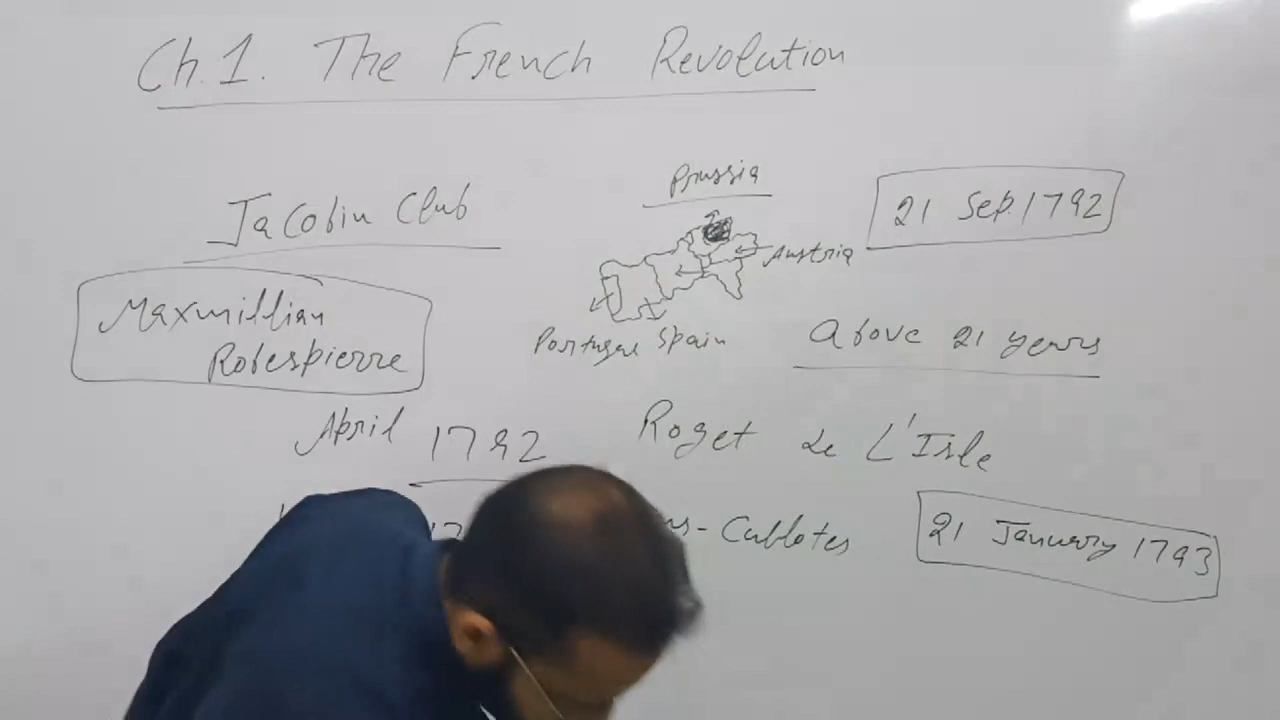 Ch.1. The French Revolution
Jacobin Club
Prussia
21 Sep. 1792
Austria
Maxmillian
Robespierre
Portugal Spain
Above 21 years
April 1792
Roget de L'Isle
-Cullotes
21 January 1793